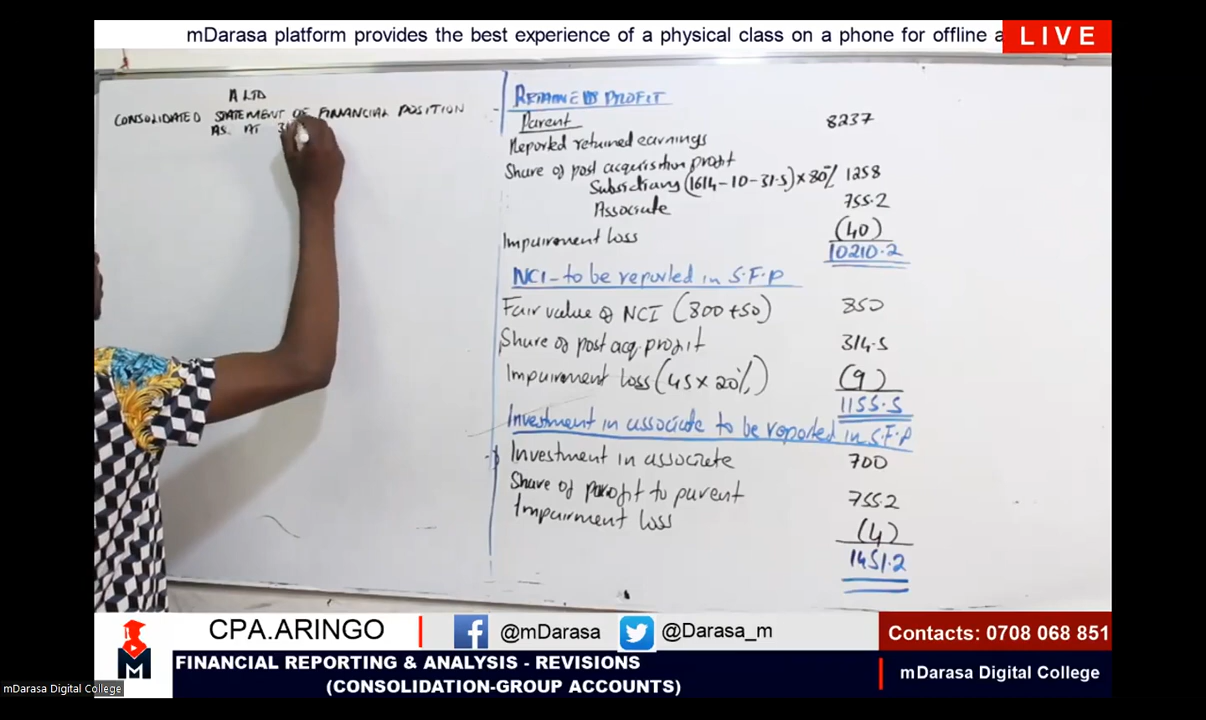 mDarasa platform provides the best experience of a physical class on a phone for offline a
LIVE
A LTD
CONSOLIDATED STATEMENT OF FINANCIAL POSITION
AS AT 31
RETAINED PROFIT
Parent
Reported retained earnings 8237
Share of post acquisition profit
Subsidiary (1614-10-31.5) x 80% 1258
Associate 755.2
Impairment loss (40)
10210.2
NCI - to be reported in S.F.P
Fair value of NCI (800 + 50) 850
Share of post acq. profit 314.5
Impairment loss (45 x 20%) (9)
1155.5
Investment in associate to be reported in S.F.P
Investment in associate 700
Share of profit to parent 755.2
Impairment loss (4)
1451.2
CPA.ARINGO
@mDarasa
@Darasa_m
Contacts: 0708 068 851
FINANCIAL REPORTING & ANALYSIS - REVISIONS
(CONSOLIDATION-GROUP ACCOUNTS)
mDarasa Digital College
mDarasa Digital College